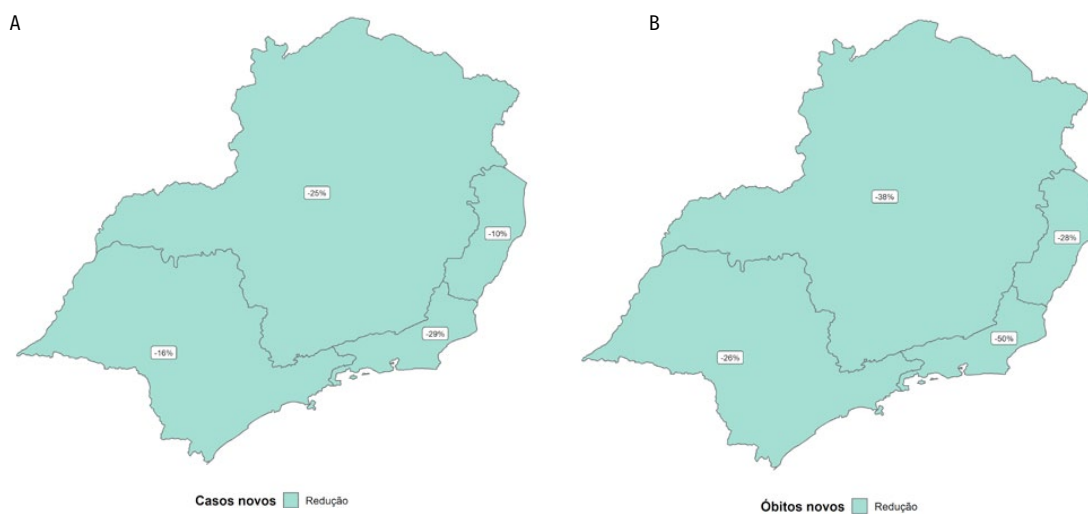 A
B
-25%
-10%
-29%
-16%
-38%
-28%
-50%
-26%
Casos novos Redução
Óbitos novos Redução